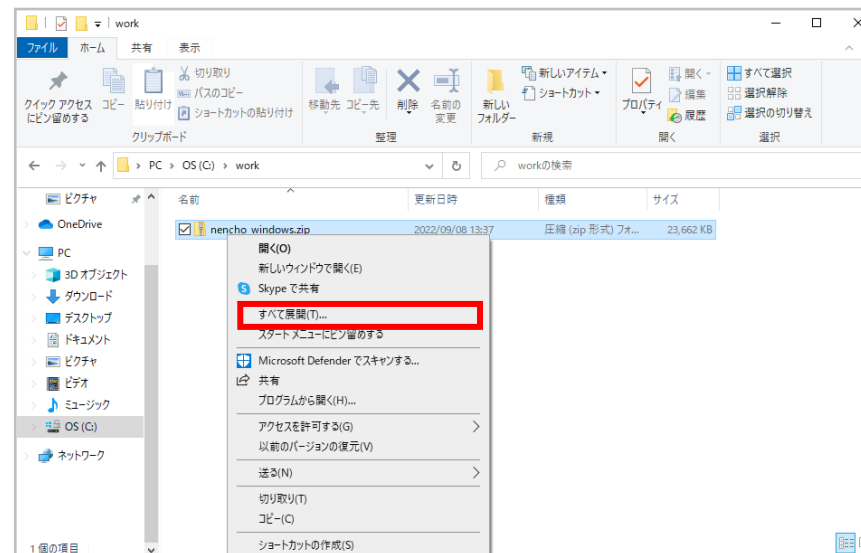 work
ファイル ホーム 共有 表示
クイック アクセスにピン留めする
コピー
貼り付け
切り取り
パスのコピー
ショートカットの貼り付け
移動先
コピー先
削除
名前の変更
新しいフォルダー
新しいアイテム
ショートカット
プロパティ
開く
編集
履歴
すべて選択
選択解除
選択の切り替え
クリップボード 整理 新規 開く 選択
PC OS (C:) work
workの検索
名前 更新日時 種類 サイズ
nencho_windows.zip 2022/09/08 13:37 圧縮 (zip 形式) フォ... 23,662 KB
ピクチャ
OneDrive
PC
3D オブジェクト
ダウンロード
デスクトップ
ドキュメント
ピクチャ
ビデオ
ミュージック
OS (C:)
ネットワーク
開く(O)
新しいウィンドウで開く(E)
Skype で共有
すべて展開(T)...
スタート メニューにピン留めする
Microsoft Defender でスキャンする...
共有
プログラムから開く(H)...
アクセスを許可する(G)
以前のバージョンの復元(V)
送る(N)
切り取り(T)
コピー(C)
ショートカットの作成(S)
1 個の項目